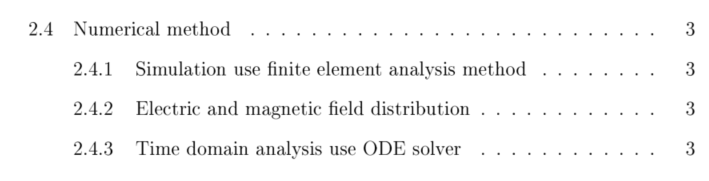 2.4 Numerical method . . . . . . . . . . . . . . . . . . . . . . . . . . . 3
2.4.1 Simulation use finite element analysis method . . . . . . . . 3
2.4.2 Electric and magnetic field distribution . . . . . . . . . . . . 3
2.4.3 Time domain analysis use ODE solver . . . . . . . . . . . . 3